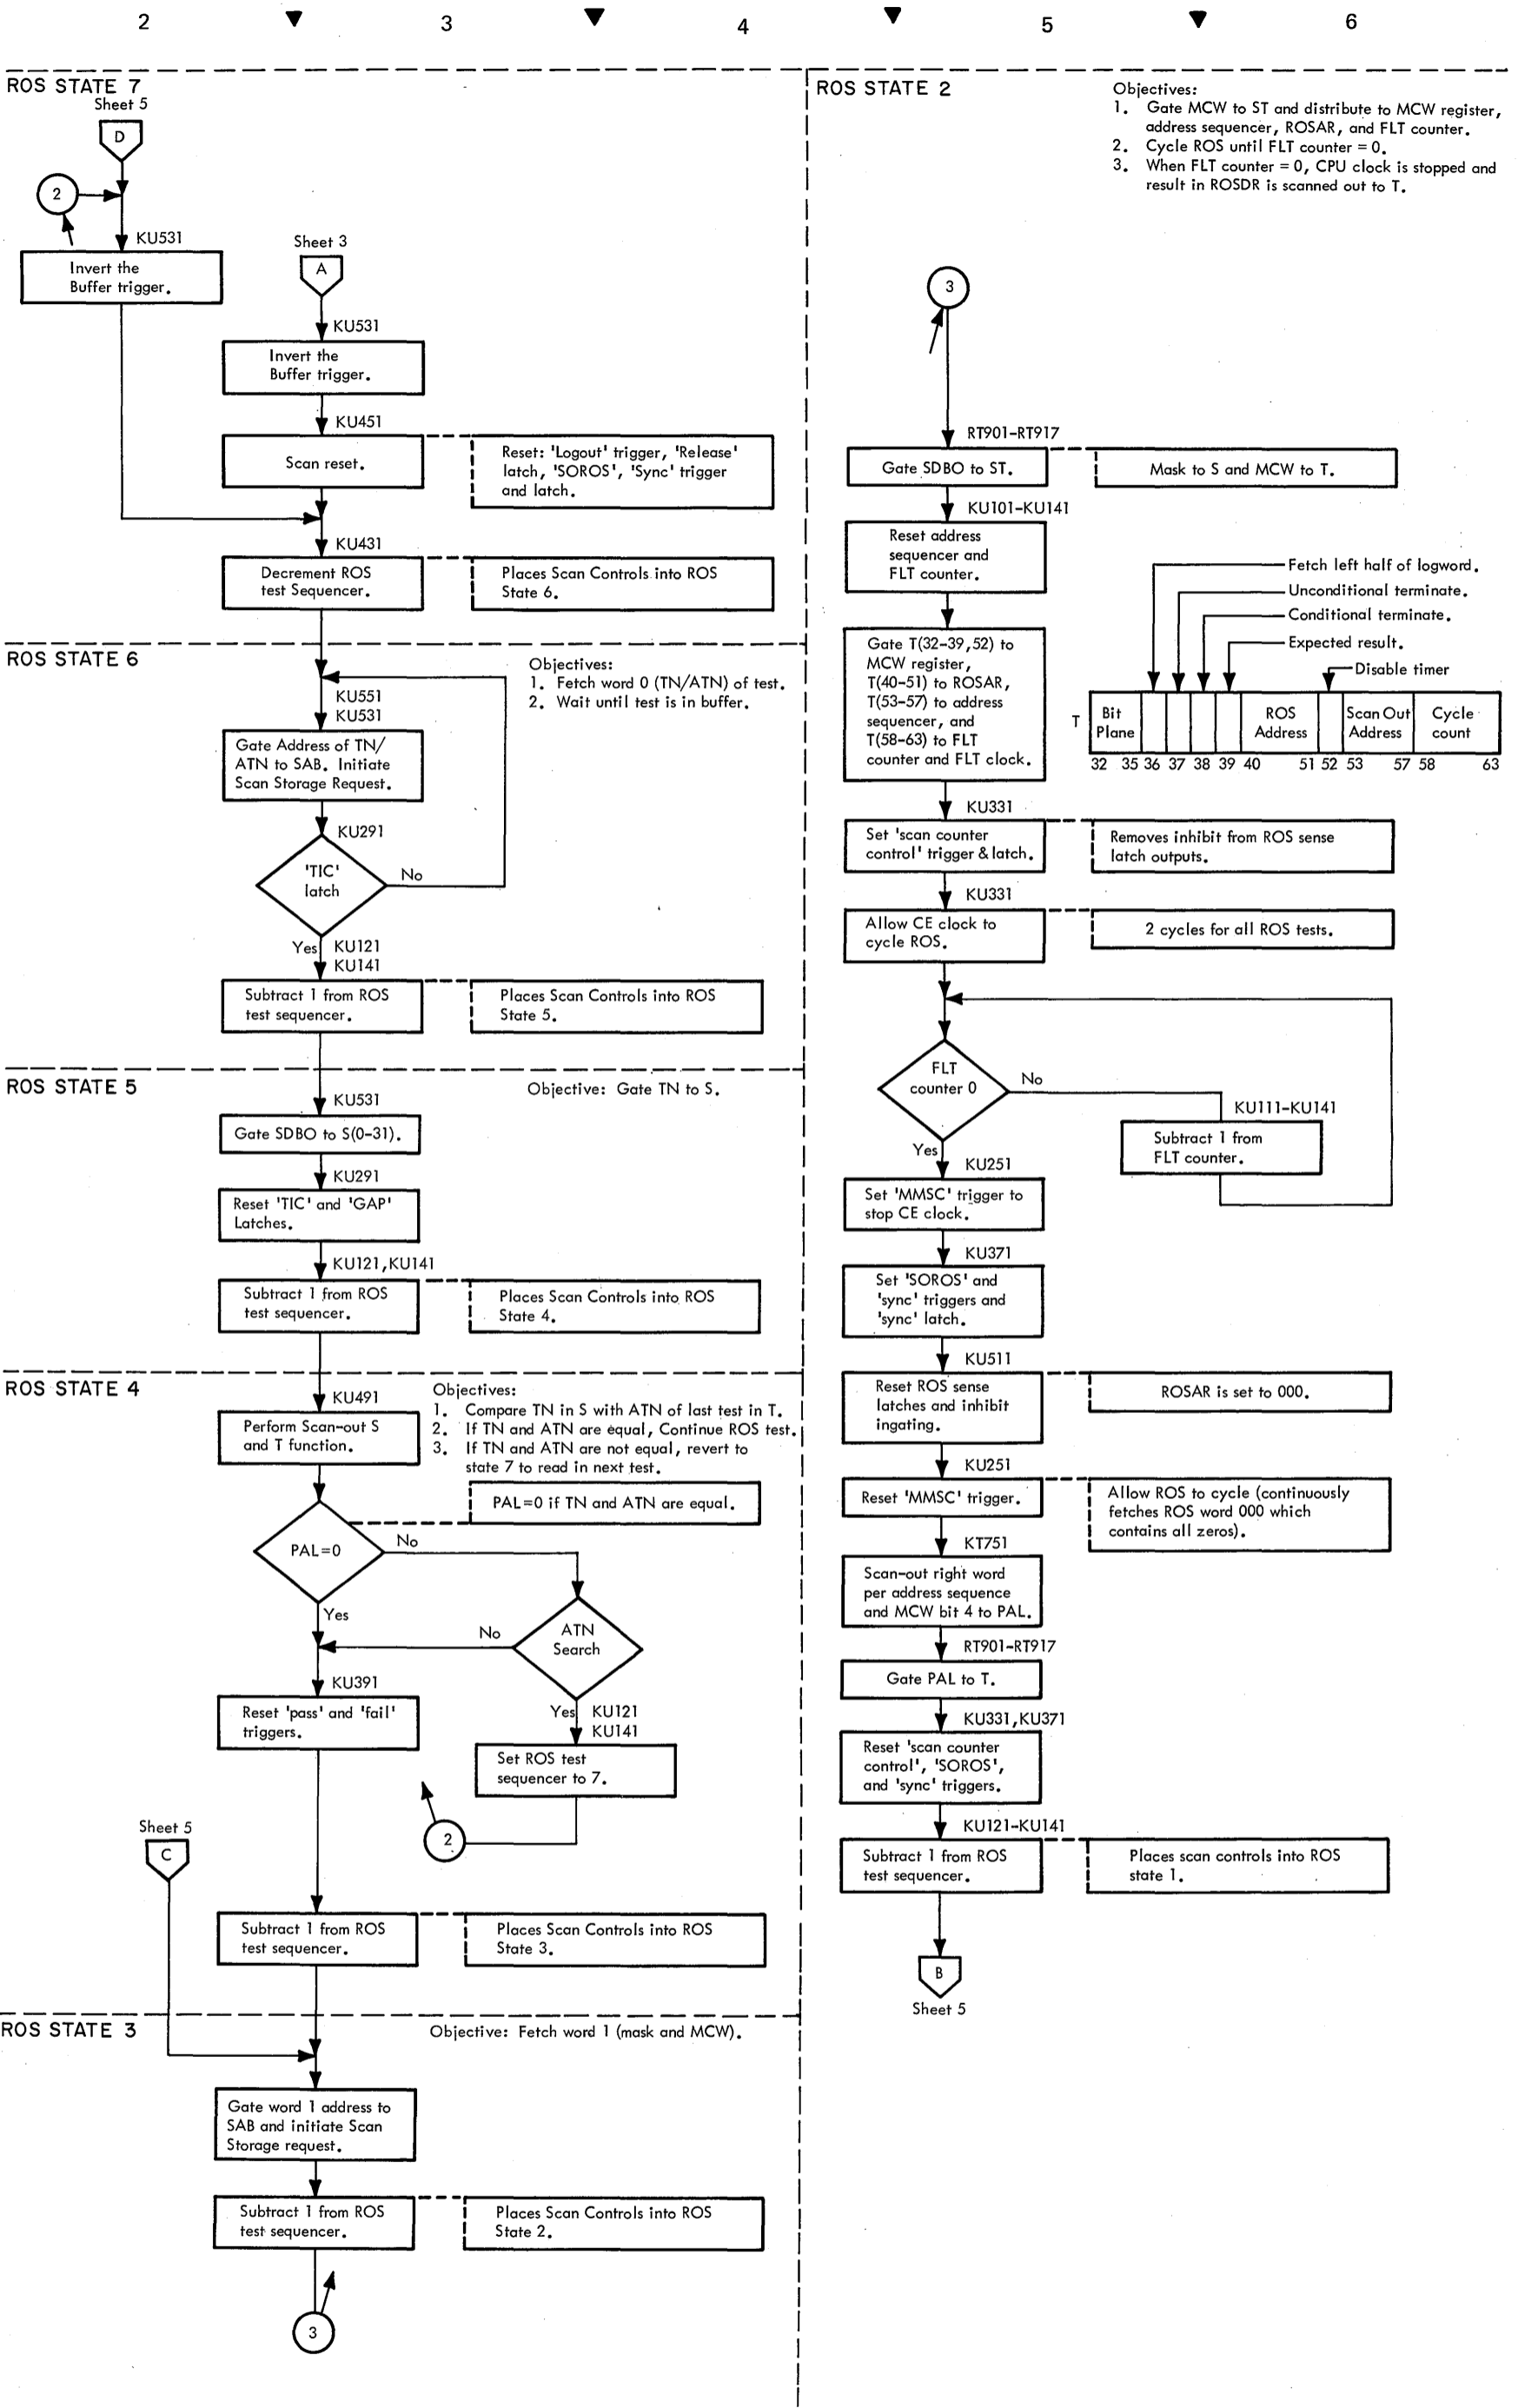 2 3 4 5 6
ROS STATE 7
Sheet 5
D
2
KU531
Invert the
Buffer trigger.
Sheet 3
A
KU531
Invert the
Buffer trigger.
KU451
Scan reset.
Reset: 'Logout' trigger, 'Release'
latch, 'SOROS', 'Sync' trigger
and latch.
KU431
Decrement ROS
test Sequencer.
Places Scan Controls into ROS
State 6.
ROS STATE 6
Objectives:
1. Fetch word 0 (TN/ATN) of test.
2. Wait until test is in buffer.
KU551
KU531
Gate Address of TN/
ATN to SAB. Initiate
Scan Storage Request.
KU291
'TIC'
latch
No
Yes
KU121
KU141
Subtract 1 from ROS
test sequencer.
Places Scan Controls into ROS
State 5.
ROS STATE 5
Objective: Gate TN to S.
KU531
Gate SDBO to S(0-31).
KU291
Reset 'TIC' and 'GAP'
Latches.
KU121,KU141
Subtract 1 from ROS
test sequencer.
Places Scan Controls into ROS
State 4.
ROS STATE 4
Objectives:
1. Compare TN in S with ATN of last test in T.
2. If TN and ATN are equal, Continue ROS test.
3. If TN and ATN are not equal, revert to
state 7 to read in next test.
KU491
Perform Scan-out S
and T function.
PAL=0 if TN and ATN are equal.
PAL=0
No
Yes
ATN
Search
No
Yes
KU121
KU141
KU391
Reset 'pass' and 'fail'
triggers.
Set ROS test
sequencer to 7.
2
Sheet 5
C
Subtract 1 from ROS
test sequencer.
Places Scan Controls into ROS
State 3.
ROS STATE 3
Objective: Fetch word 1 (mask and MCW).
Gate word 1 address to
SAB and initiate Scan
Storage request.
Subtract 1 from ROS
test sequencer.
Places Scan Controls into ROS
State 2.
3
ROS STATE 2
Objectives:
1. Gate MCW to ST and distribute to MCW register,
address sequencer, ROSAR, and FLT counter.
2. Cycle ROS until FLT counter = 0.
3. When FLT counter = 0, CPU clock is stopped and
result in ROSDR is scanned out to T.
3
RT901-RT917
Gate SDBO to ST.
Mask to S and MCW to T.
KU101-KU141
Reset address
sequencer and
FLT counter.
Gate T(32-39,52) to
MCW register,
T(40-51) to ROSAR,
T(53-57) to address
sequencer, and
T(58-63) to FLT
counter and FLT clock.
Fetch left half of logword.
Unconditional terminate.
Conditional terminate.
Expected result.
Disable timer
T
Bit
Plane
ROS
Address
Scan Out
Address
Cycle
count
32 35 36 37 38 39 40 51 52 53 57 58 63
KU331
Set 'scan counter
control' trigger & latch.
Removes inhibit from ROS sense
latch outputs.
KU331
Allow CE clock to
cycle ROS.
2 cycles for all ROS tests.
FLT
counter 0
No
KU111-KU141
Subtract 1 from
FLT counter.
Yes
KU251
Set 'MMSC' trigger to
stop CE clock.
KU371
Set 'SOROS' and
'sync' triggers and
'sync' latch.
KU511
Reset ROS sense
latches and inhibit
ingating.
ROSAR is set to 000.
KU251
Reset 'MMSC' trigger.
Allow ROS to cycle (continuously
fetches ROS word 000 which
contains all zeros).
KT751
Scan-out right word
per address sequence
and MCW bit 4 to PAL.
RT901-RT917
Gate PAL to T.
KU331,KU371
Reset 'scan counter
control', 'SOROS',
and 'sync' triggers.
KU121-KU141
Subtract 1 from ROS
test sequencer.
Places scan controls into ROS
state 1.
B
Sheet 5